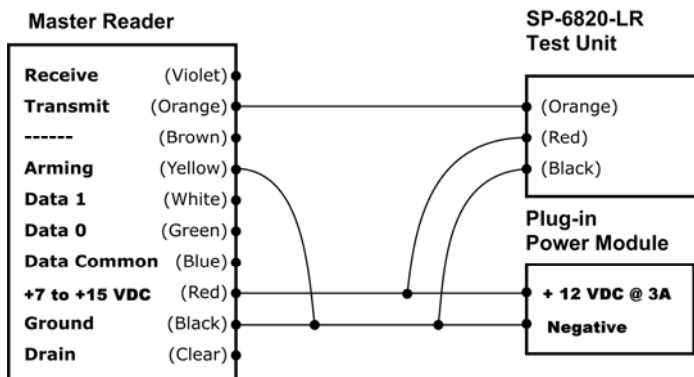 Master Reader
Receive (Violet)
Transmit (Orange)
------ (Brown)
Arming (Yellow)
Data 1 (White)
Data 0 (Green)
Data Common (Blue)
+7 to +15 VDC (Red)
Ground (Black)
Drain (Clear)
SP-6820-LR
Test Unit
(Orange)
(Red)
(Black)
Plug-in
Power Module
+ 12 VDC @ 3A
Negative